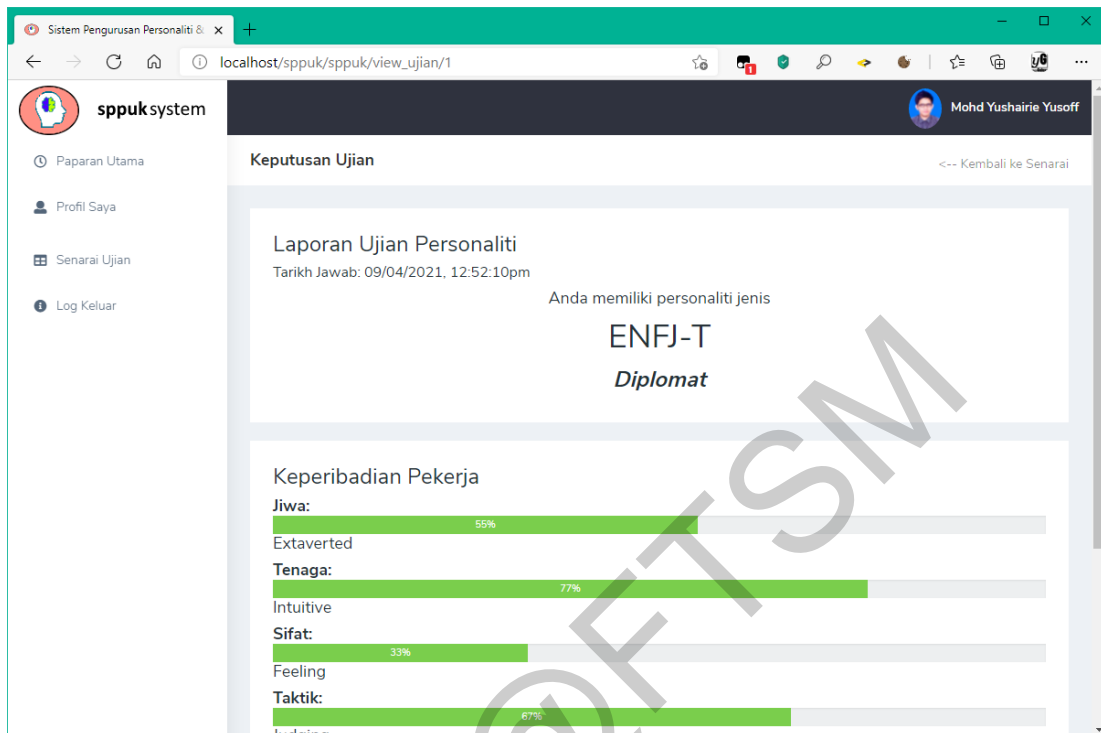 Sistem Pengurusan Personaliti &
localhost/sppuk/sppuk/view_ujian/1
1
sppuk system
Mohd Yushairie Yusoff
Paparan Utama
Profil Saya
Senarai Ujian
Log Keluar
Keputusan Ujian
<-- Kembali ke Senarai
Laporan Ujian Personaliti
Tarikh Jawab: 09/04/2021, 12:52:10pm
Anda memiliki personaliti jenis
ENFJ-T
Diplomat
Keperibadian Pekerja
Jiwa:
55%
Extaverted
Tenaga:
77%
Intuitive
Sifat:
33%
Feeling
Taktik:
67%
Judging
@FTSM